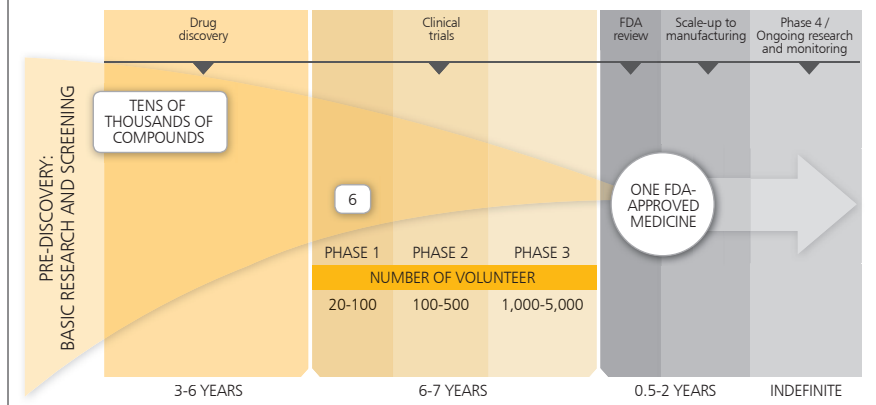 Drug
discovery
Clinical
trials
FDA
review
Scale-up to
manufacturing
Phase 4 /
Ongoing research
and monitoring
PRE-DISCOVERY:
BASIC RESEARCH AND SCREENING
TENS OF
THOUSANDS OF
COMPOUNDS
6
ONE FDA-
APPROVED
MEDICINE
PHASE 1 PHASE 2 PHASE 3
NUMBER OF VOLUNTEER
20-100 100-500 1,000-5,000
3-6 YEARS 6-7 YEARS 0.5-2 YEARS INDEFINITE